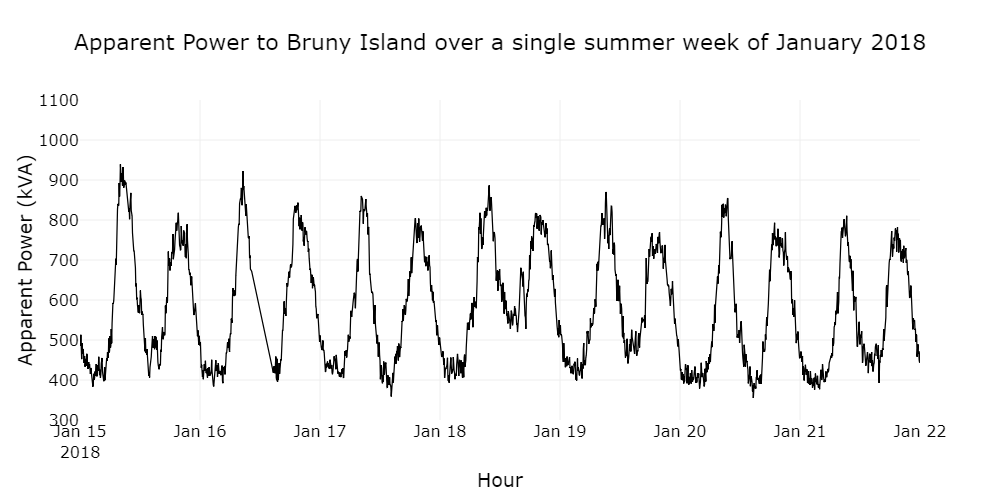 Apparent Power to Bruny Island over a single summer week of January 2018
1100
1000
900
800
700
600
500
400
300
Apparent Power (kVA)
Jan 15 Jan 16 Jan 17 Jan 18 Jan 19 Jan 20 Jan 21 Jan 22
2018
Hour